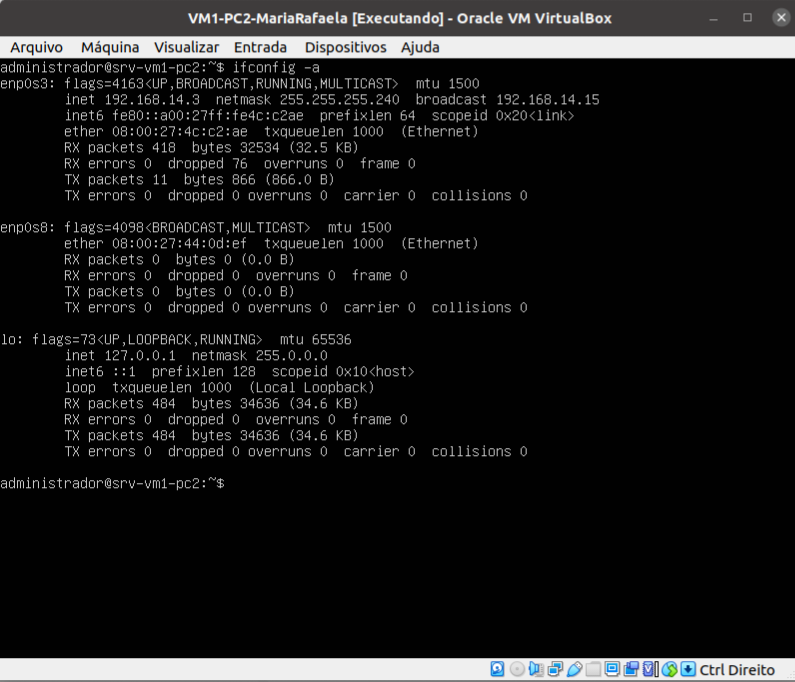 VM1-PC2-MariaRafaela [Executando] - Oracle VM VirtualBox
Arquivo Máquina Visualizar Entrada Dispositivos Ajuda
administrador@srv-vm1-pc2:~$ ifconfig -a
enp0s3: flags=4163<UP,BROADCAST,RUNNING,MULTICAST>  mtu 1500
        inet 192.168.14.3  netmask 255.255.255.240  broadcast 192.168.14.15
        inet6 fe80::a00:27ff:fe4c:c2ae  prefixlen 64  scopeid 0x20<link>
        ether 08:00:27:4c:c2:ae  txqueuelen 1000  (Ethernet)
        RX packets 418  bytes 32534 (32.5 KB)
        RX errors 0  dropped 76  overruns 0  frame 0
        TX packets 11  bytes 866 (866.0 B)
        TX errors 0  dropped 0 overruns 0  carrier 0  collisions 0
enp0s8: flags=4098<BROADCAST,MULTICAST>  mtu 1500
        ether 08:00:27:44:0d:ef  txqueuelen 1000  (Ethernet)
        RX packets 0  bytes 0 (0.0 B)
        RX errors 0  dropped 0  overruns 0  frame 0
        TX packets 0  bytes 0 (0.0 B)
        TX errors 0  dropped 0 overruns 0  carrier 0  collisions 0
lo: flags=73<UP,LOOPBACK,RUNNING>  mtu 65536
        inet 127.0.0.1  netmask 255.0.0.0
        inet6 ::1  prefixlen 128  scopeid 0x10<host>
        loop  txqueuelen 1000  (Local Loopback)
        RX packets 484  bytes 34636 (34.6 KB)
        RX errors 0  dropped 0  overruns 0  frame 0
        TX packets 484  bytes 34636 (34.6 KB)
        TX errors 0  dropped 0 overruns 0  carrier 0  collisions 0
administrador@srv-vm1-pc2:~$
Ctrl Direito